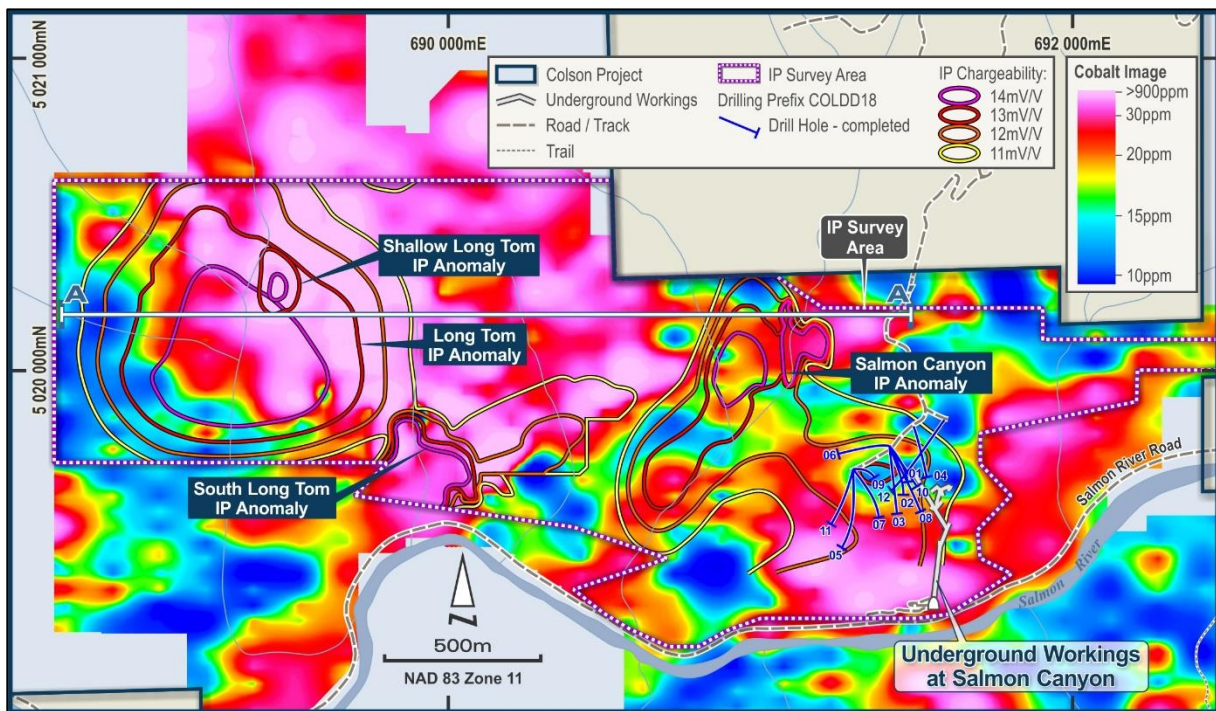 690 000mE
692 000mE
5 021 000mN
5 020 000mN
Colson Project
Underground Workings
Road / Track
Trail
IP Survey Area
Drilling Prefix COLDD18
Drill Hole - completed
IP Chargeability:
14mV/V
13mV/V
12mV/V
11mV/V
Cobalt Image
>900ppm
30ppm
20ppm
15ppm
10ppm
IP Survey
Area
Shallow Long Tom
IP Anomaly
A
A
Long Tom
IP Anomaly
Salmon Canyon
IP Anomaly
South Long Tom
IP Anomaly
06
09
01
04
12
02
10
11
07
03
08
05
Salmon River Road
Salmon River
N
500m
NAD 83 Zone 11
Underground Workings
at Salmon Canyon